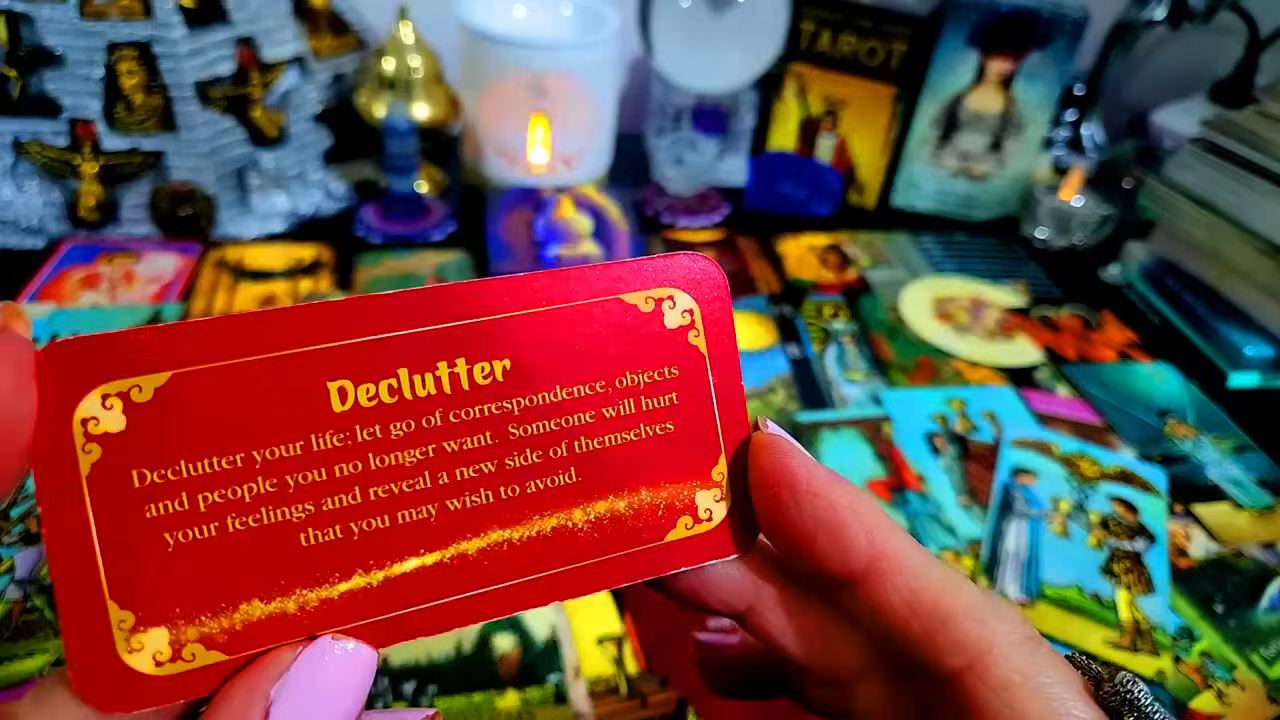 TAROT
Declutter
Declutter your life; let go of correspondence, objects
and people you no longer want. Someone will hurt
your feelings and reveal a new side of themselves
that you may wish to avoid.